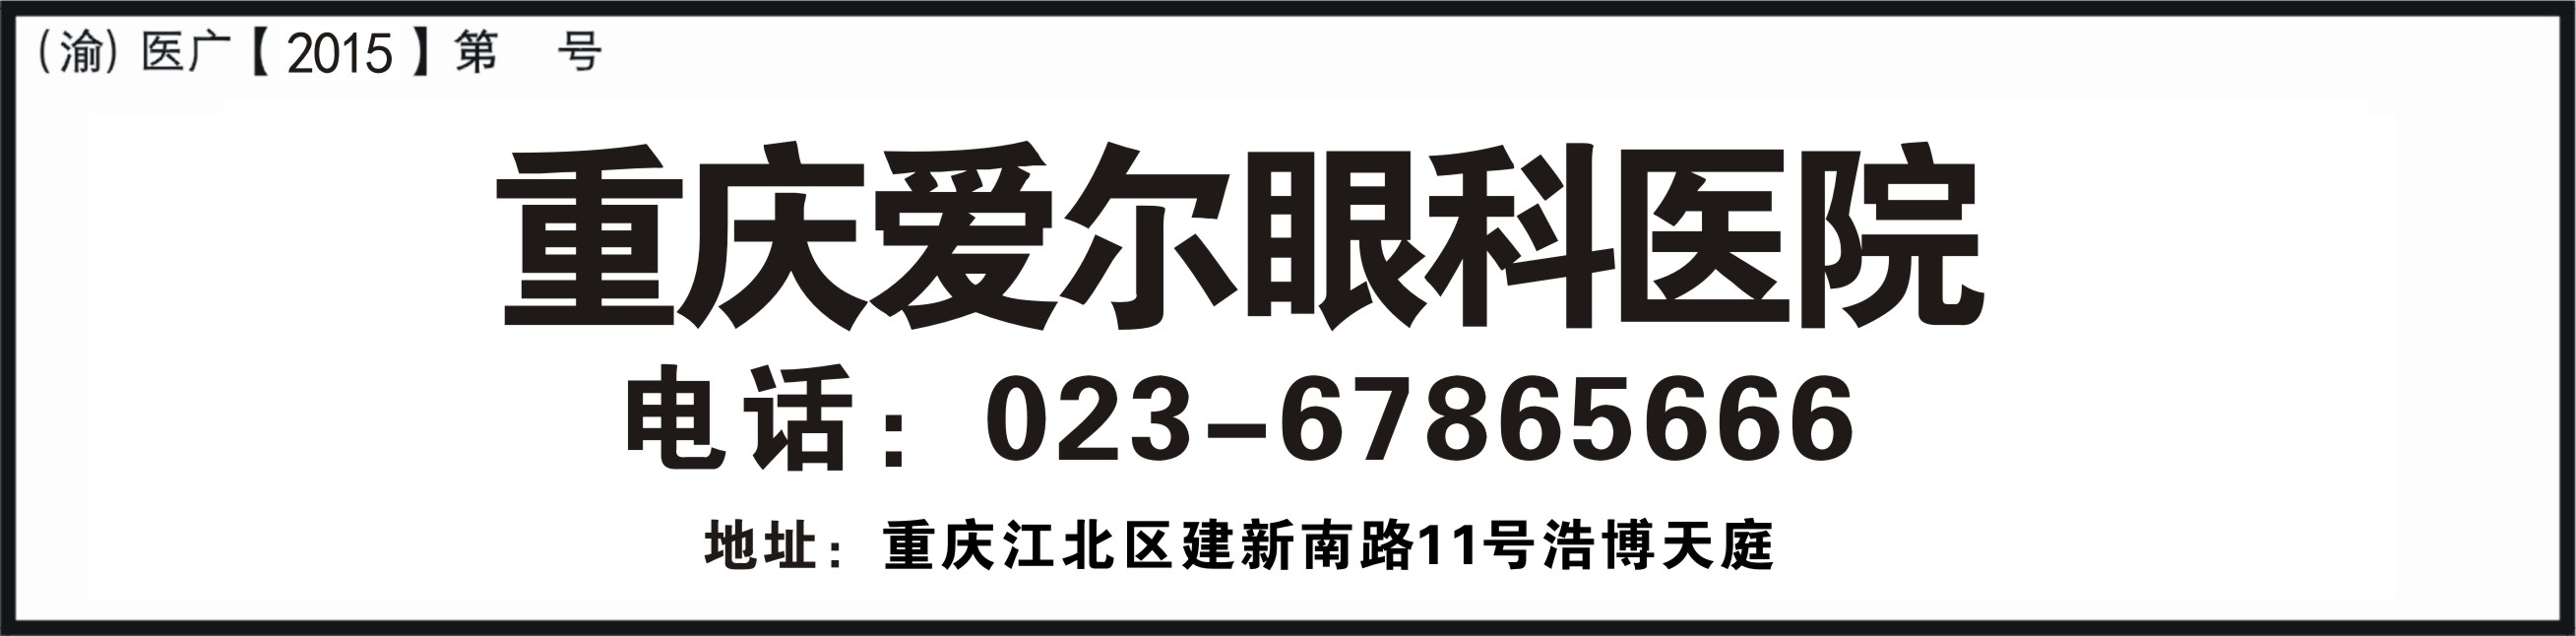 (渝)医广【2015】第 号
重庆爱尔眼科医院
电话：023-67865666
地址：重庆江北区建新南路11号浩博天庭